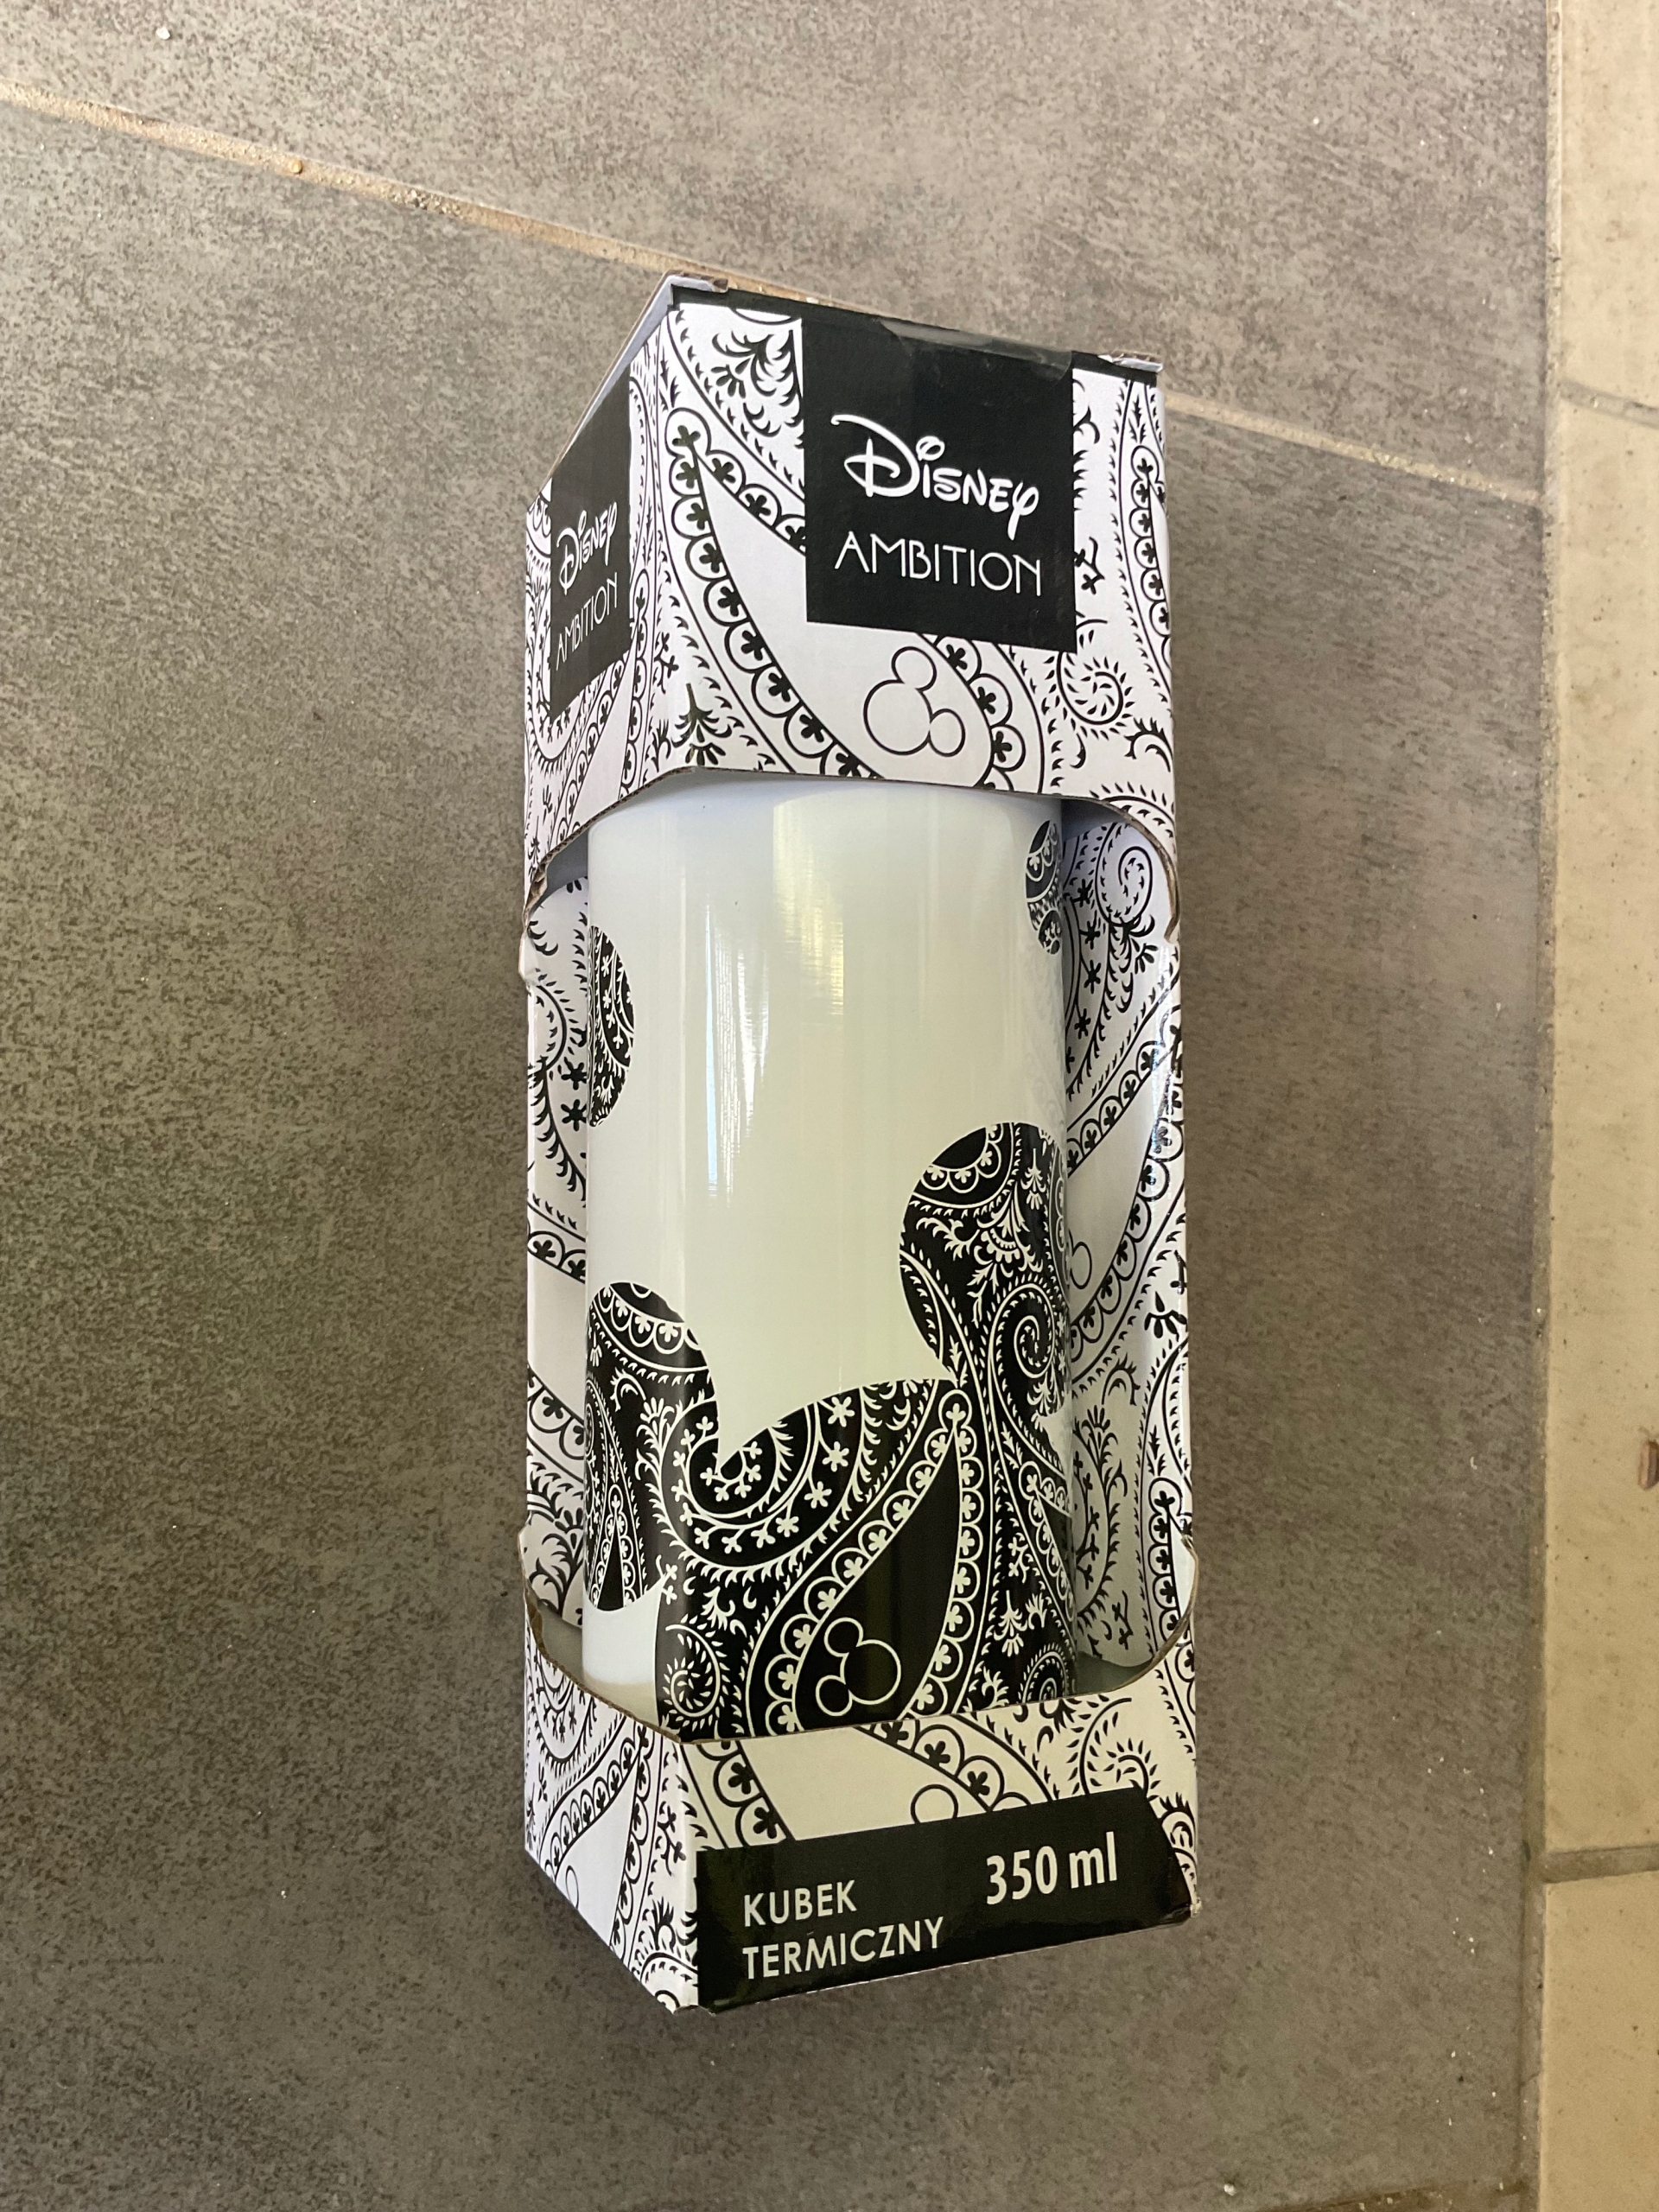 Disney
AMBITION
Disney
AMBITION
KUBEK
TERMICZNY
350 ml